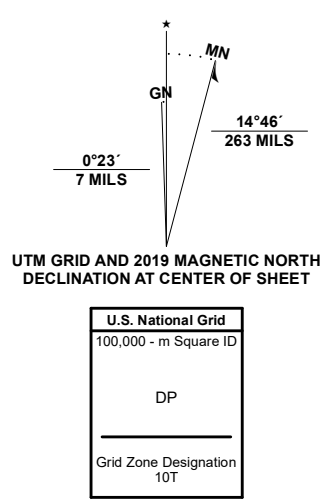 ★
MN
GN
14°46´
263 MILS
0°23´
7 MILS
UTM GRID AND 2019 MAGNETIC NORTH
DECLINATION AT CENTER OF SHEET
U.S. National Grid
100,000 - m Square ID
DP
Grid Zone Designation
10T